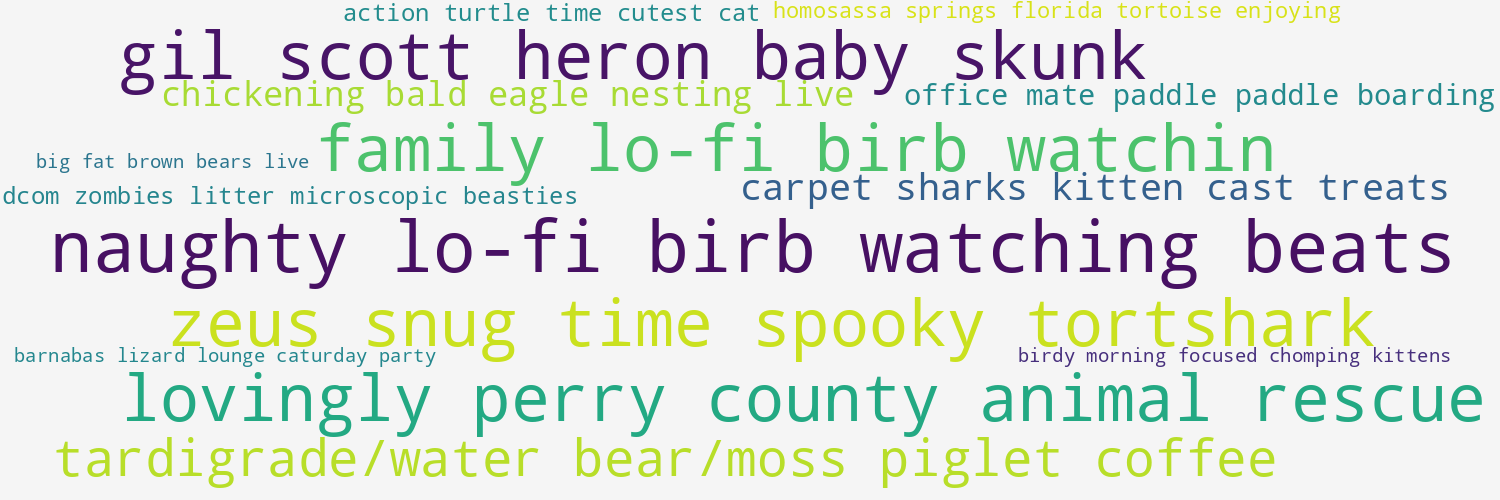 action turtle time cutest cat
homosassa springs florida tortoise enjoying
gil scott heron baby skunk
chickening bald eagle nesting live
office mate paddle paddle boarding
family lo-fi birb watchin
big fat brown bears live
dcom zombies litter microscopic beasties
carpet sharks kitten cast treats
naughty lo-fi birb watching beats
zeus snug time spooky tortshark
barnabas lizard lounge caturday party
birdy morning focused chomping kittens
lovingly perry county animal rescue
tardigrade/water bear/moss piglet coffee